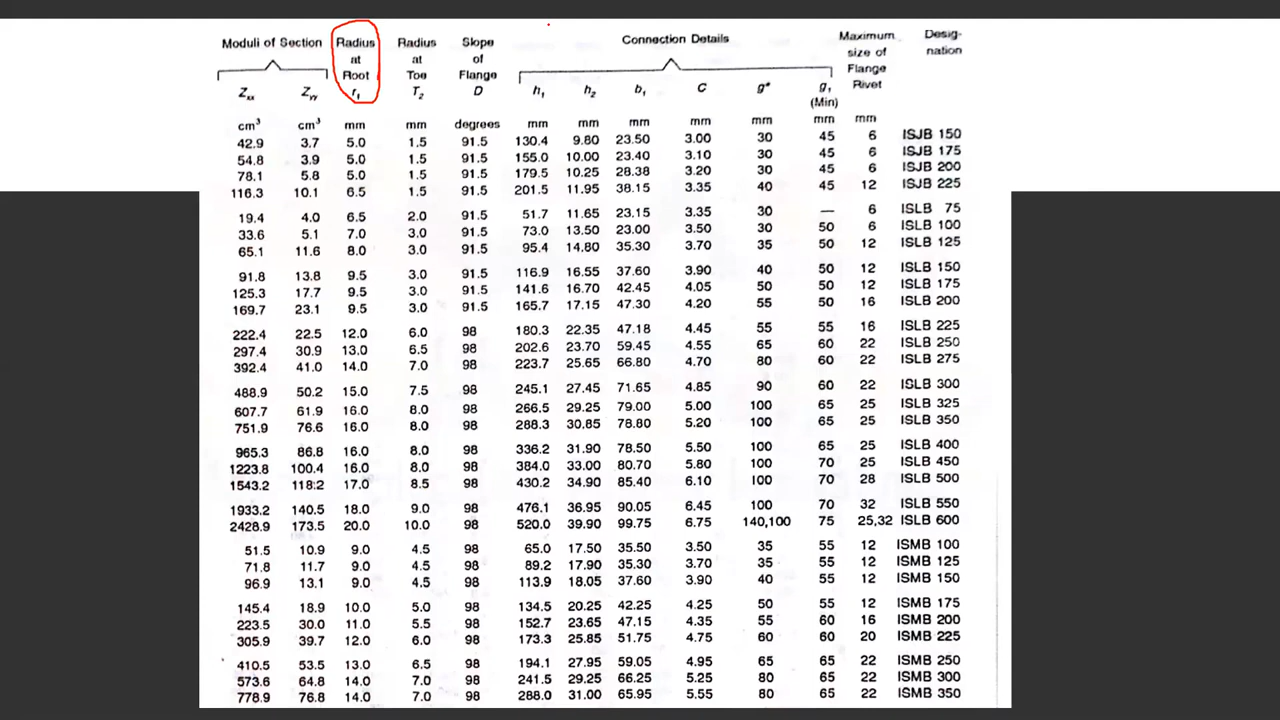 Moduli of Section Radius Radius Slope Connection Details Maximum Desig-
at at of size of nation
Root Toe Flange Flange
Zxx Zyy r1 T2 D h1 h2 b1 C g* g1 Rivet
(Min)
cm³ cm³ mm mm degrees mm mm mm mm mm mm mm
42.9 3.7 5.0 1.5 91.5 130.4 9.80 23.50 3.00 30 45 6 ISJB 150
54.8 3.9 5.0 1.5 91.5 155.0 10.00 23.40 3.10 30 45 6 ISJB 175
78.1 5.8 5.0 1.5 91.5 179.5 10.25 28.38 3.20 30 45 6 ISJB 200
116.3 10.1 6.5 1.5 91.5 201.5 11.95 38.15 3.35 40 45 12 ISJB 225
19.4 4.0 6.5 2.0 91.5 51.7 11.65 23.15 3.35 30 — 6 ISLB 75
33.6 5.1 7.0 3.0 91.5 73.0 13.50 23.00 3.50 30 50 6 ISLB 100
65.1 11.6 8.0 3.0 91.5 95.4 14.80 35.30 3.70 35 50 12 ISLB 125
91.8 13.8 9.5 3.0 91.5 116.9 16.55 37.60 3.90 40 50 12 ISLB 150
125.3 17.7 9.5 3.0 91.5 141.6 16.70 42.45 4.05 50 50 12 ISLB 175
169.7 23.1 9.5 3.0 91.5 165.7 17.15 47.30 4.20 55 50 16 ISLB 200
222.4 22.5 12.0 6.0 98 180.3 22.35 47.18 4.45 55 55 16 ISLB 225
297.4 30.9 13.0 6.5 98 202.6 23.70 59.45 4.55 65 60 22 ISLB 250
392.4 41.0 14.0 7.0 98 223.7 25.65 66.80 4.70 80 60 22 ISLB 275
488.9 50.2 15.0 7.5 98 245.1 27.45 71.65 4.85 90 60 22 ISLB 300
607.7 61.9 16.0 8.0 98 266.5 29.25 79.00 5.00 100 65 25 ISLB 325
751.9 76.6 16.0 8.0 98 288.3 30.85 78.80 5.20 100 65 25 ISLB 350
965.3 86.8 16.0 8.0 98 336.2 31.90 78.50 5.50 100 65 25 ISLB 400
1223.8 100.4 16.0 8.0 98 384.0 33.00 80.70 5.80 100 70 25 ISLB 450
1543.2 118.2 17.0 8.5 98 430.2 34.90 85.40 6.10 100 70 28 ISLB 500
1933.2 140.5 18.0 9.0 98 476.1 36.95 90.05 6.45 100 70 32 ISLB 550
2428.9 173.5 20.0 10.0 98 520.0 39.90 99.75 6.75 140,100 75 25,32 ISLB 600
51.5 10.9 9.0 4.5 98 65.0 17.50 35.50 3.50 35 55 12 ISMB 100
71.8 11.7 9.0 4.5 98 89.2 17.90 35.30 3.70 35 55 12 ISMB 125
96.9 13.1 9.0 4.5 98 113.9 18.05 37.60 3.90 40 55 12 ISMB 150
145.4 18.9 10.0 5.0 98 134.5 20.25 42.25 4.25 50 55 12 ISMB 175
223.5 30.0 11.0 5.5 98 152.7 23.65 47.15 4.35 55 60 16 ISMB 200
305.9 39.7 12.0 6.0 98 173.3 25.85 51.75 4.75 60 60 20 ISMB 225
410.5 53.5 13.0 6.5 98 194.1 27.95 59.05 4.95 65 65 22 ISMB 250
573.6 64.8 14.0 7.0 98 241.5 29.25 66.25 5.25 80 65 22 ISMB 300
778.9 76.8 14.0 7.0 98 288.0 31.00 65.95 5.55 80 65 22 ISMB 350